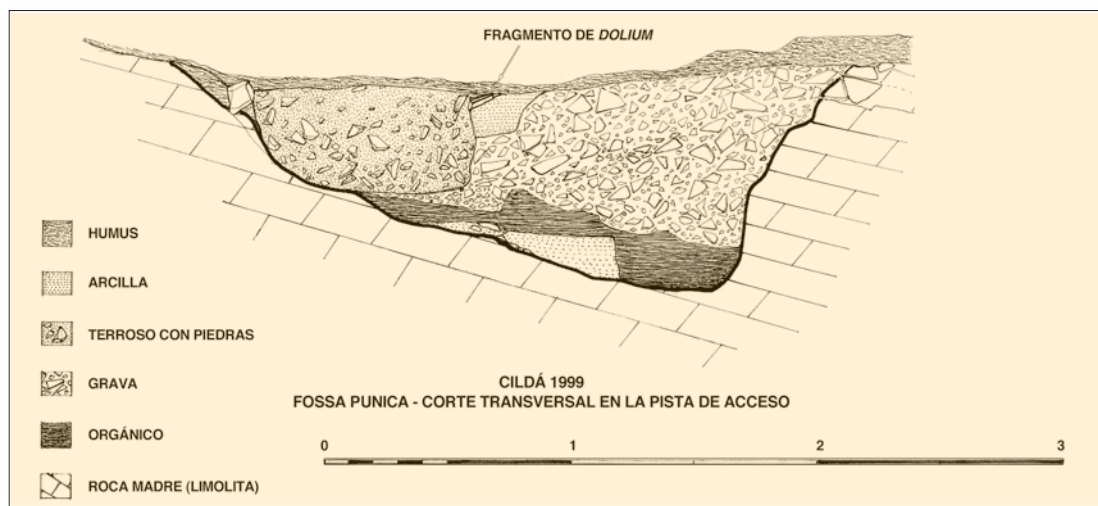 FRAGMENTO DE DOLIUM
HUMUS
ARCILLA
TERROSO CON PIEDRAS
GRAVA
ORGÁNICO
ROCA MADRE (LIMOLITA)
CILDÁ 1999
FOSSA PUNICA - CORTE TRANSVERSAL EN LA PISTA DE ACCESO
0 1 2 3